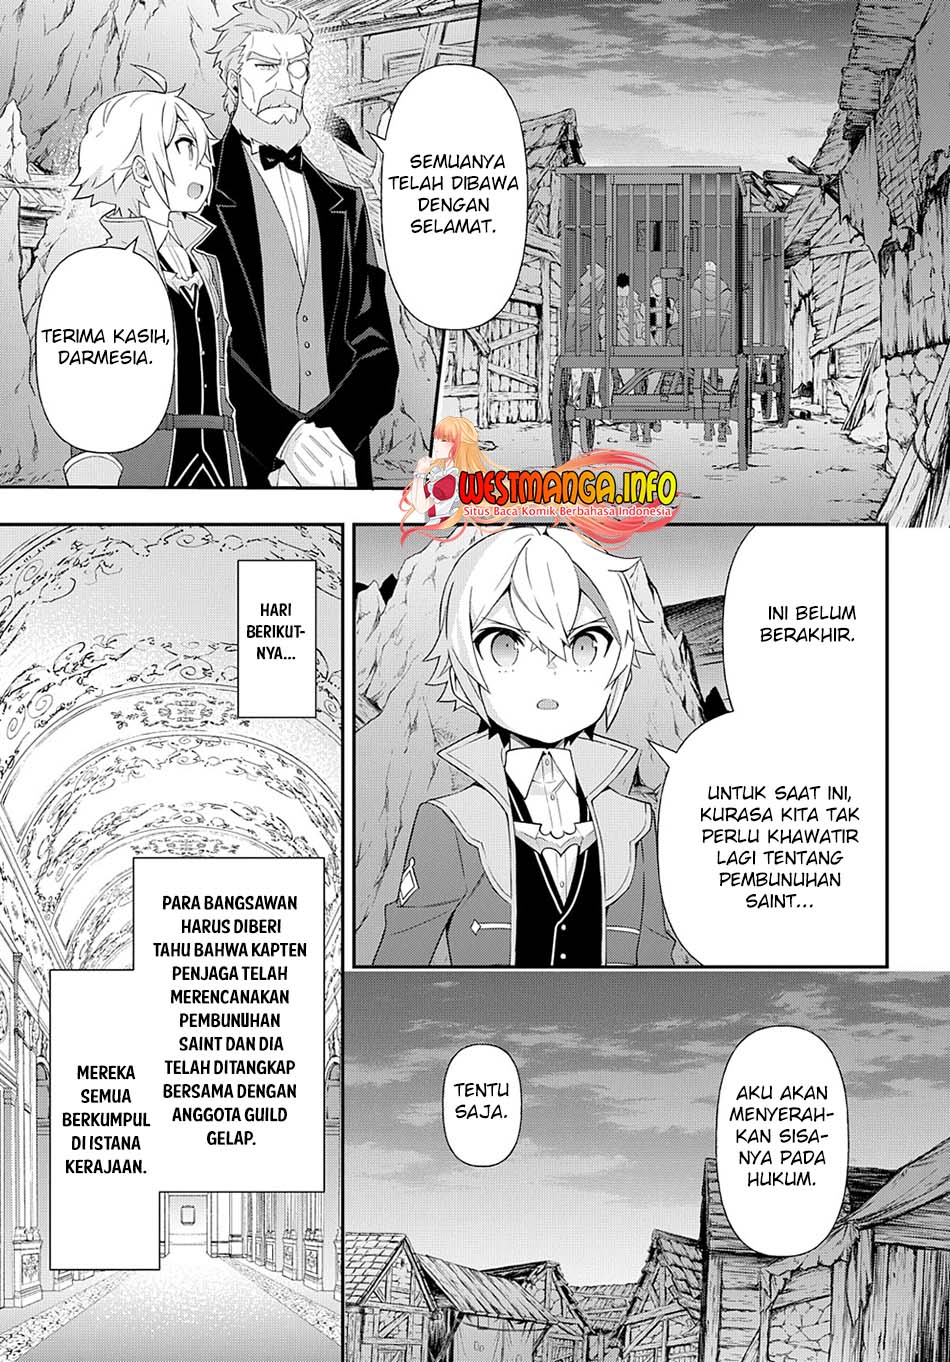 SEMUANYA
TELAH DIBAWA
DENGAN
SELAMAT.
TERIMA KASIH,
DARMESIA.
WESTMANGA.INFO
Situs Baca Komik Berbahasa Indonesia
INI BELUM
BERAKHIR.
UNTUK SAAT INI,
KURASA KITA TAK
PERLU KHAWATIR
LAGI TENTANG
PEMBUNUHAN
SAINT...
AKU AKAN
MENYERAH-
KAN SISA-
NYA PADA
HUKUM.
TENTU
SAJA.
HARI
BERIKUT-
NYA...
PARA BANGSAWAN
HARUS DIBERI
TAHU BAHWA KAPTEN
PENJAGA TELAH
MERENCANAKAN
PEMBUNUHAN
SAINT DAN DIA
TELAH DITANGKAP
BERSAMA DENGAN
ANGGOTA GUILD
GELAP.
MEREKA
SEMUA
BERKUMPUL
DI ISTANA
KERAJAAN.